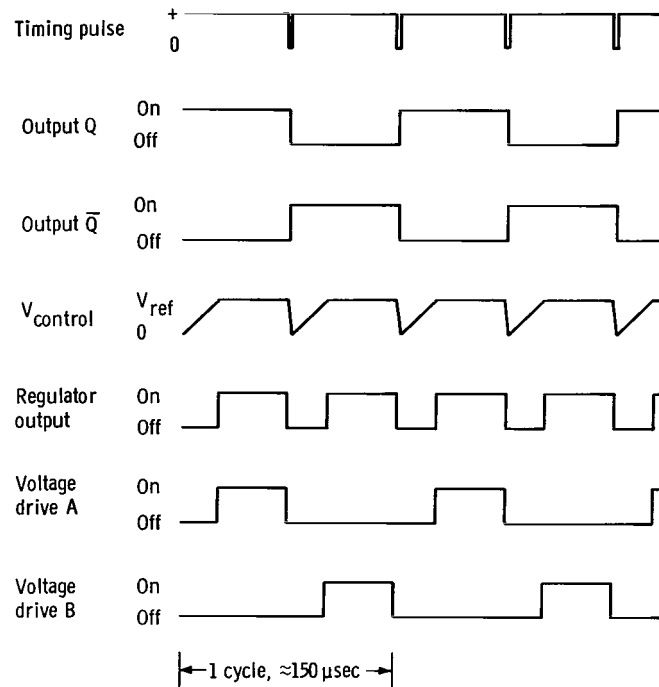 Timing pulse
+
0
Output Q
On
Off
Output Q̅
On
Off
Vcontrol
Vref
0
Regulator
output
On
Off
Voltage
drive A
On
Off
Voltage
drive B
On
Off
1 cycle, ≈150 μsec